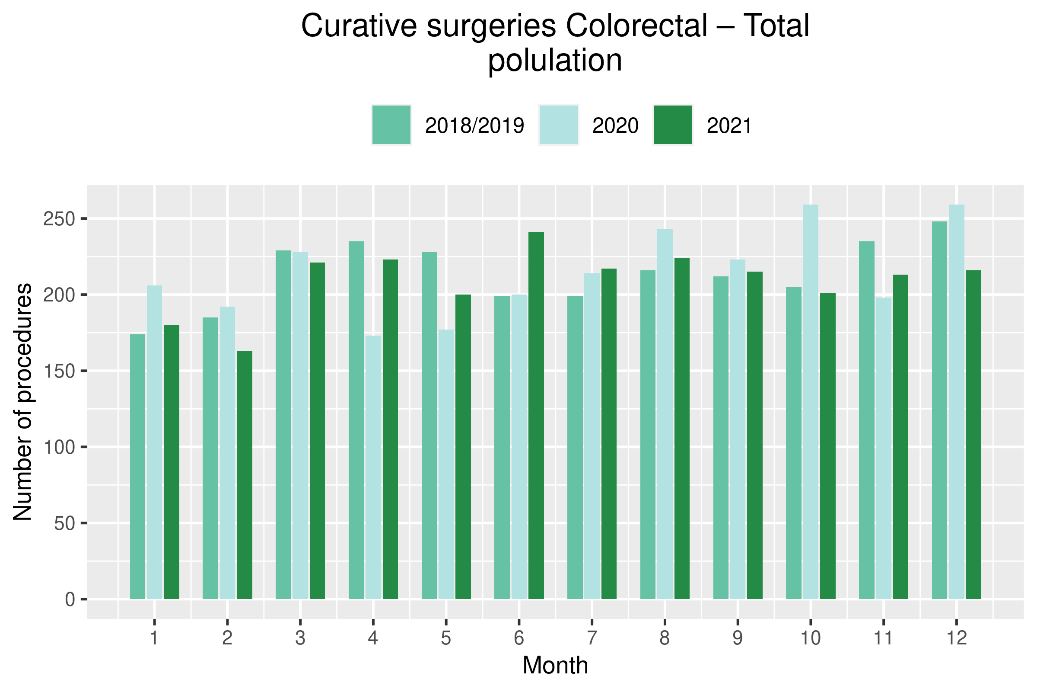 Curative surgeries Colorectal – Total
polulation
2018/2019 2020 2021
Number of procedures
250
200
150
100
50
0
1 2 3 4 5 6 7 8 9 10 11 12
Month